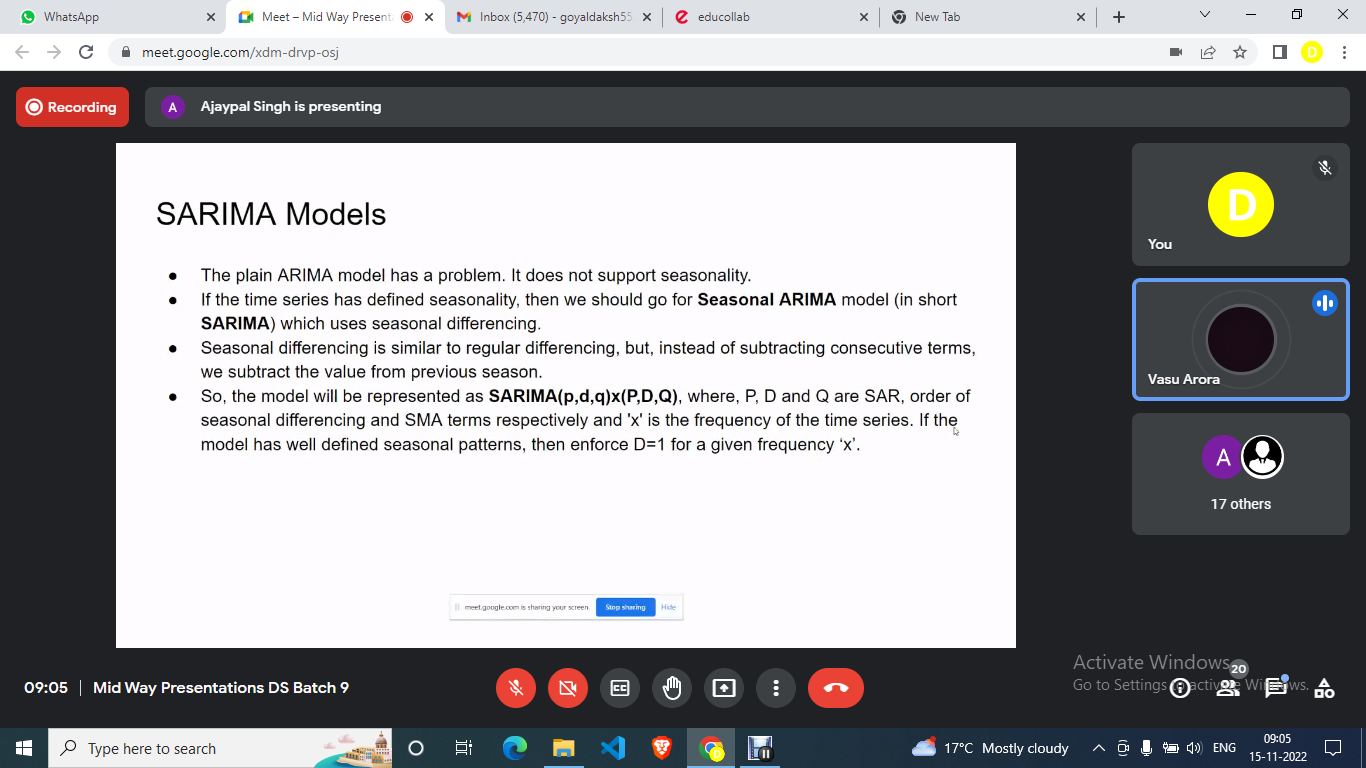 WhatsApp
Meet – Mid Way Present
Inbox (5,470) - goyaldaksh55
educollab
New Tab
meet.google.com/xdm-drvp-osj
D
Recording
A
Ajaypal Singh is presenting
SARIMA Models
● The plain ARIMA model has a problem. It does not support seasonality.
● If the time series has defined seasonality, then we should go for Seasonal ARIMA model (in short
SARIMA) which uses seasonal differencing.
● Seasonal differencing is similar to regular differencing, but, instead of subtracting consecutive terms,
we subtract the value from previous season.
● So, the model will be represented as SARIMA(p,d,q)x(P,D,Q), where, P, D and Q are SAR, order of
seasonal differencing and SMA terms respectively and 'x' is the frequency of the time series. If the
model has well defined seasonal patterns, then enforce D=1 for a given frequency ‘x’.
meet.google.com is sharing your screen.
Stop sharing
Hide
D
You
Vasu Arora
A
17 others
09:05 | Mid Way Presentations DS Batch 9
Activate Windows
Go to Settings to activate Windows.
20
Type here to search
17°C Mostly cloudy
ENG
09:05
15-11-2022